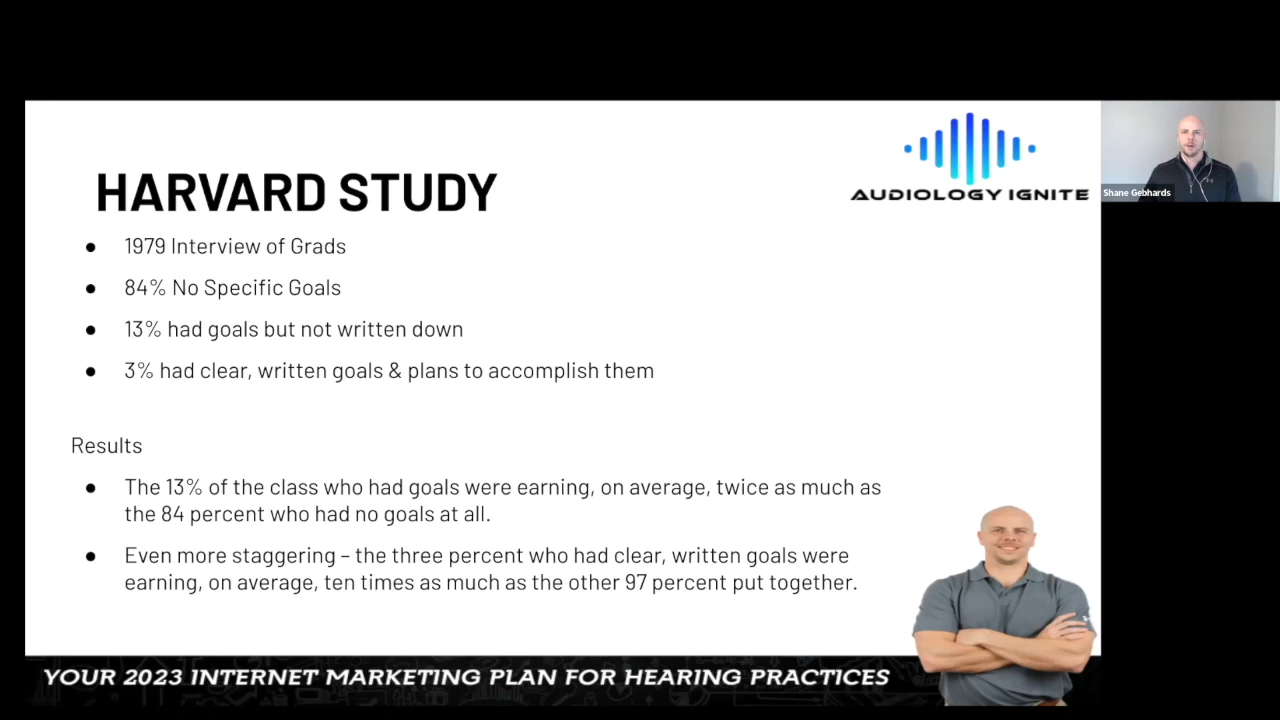 AUDIOLOGY IGNITE
Shane Gebhards
HARVARD STUDY
● 1979 Interview of Grads
● 84% No Specific Goals
● 13% had goals but not written down
● 3% had clear, written goals & plans to accomplish them
Results
● The 13% of the class who had goals were earning, on average, twice as much as
the 84 percent who had no goals at all.
● Even more staggering – the three percent who had clear, written goals were
earning, on average, ten times as much as the other 97 percent put together.
YOUR 2023 INTERNET MARKETING PLAN FOR HEARING PRACTICES